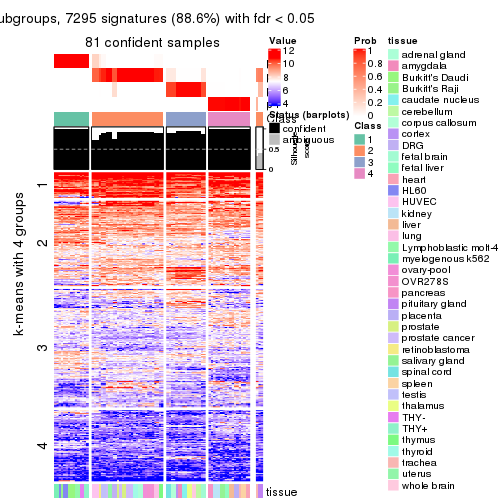 ubgroups, 7295 signatures (88.6%) with fdr < 0.05
81 confident samples
k-means with 4 groups
1
2
3
4
Class
Silhouette
score
0.5
0
tissue
Value
12
10
8
6
4
Status (barplots)
confident
ambiguous
Prob
1
0.8
0.6
0.4
0.2
0
Class
1
2
3
4
tissue
adrenal gland
amygdala
Burkitt's Daudi
Burkitt's Raji
caudate nucleus
cerebellum
corpus callosum
cortex
DRG
fetal brain
fetal liver
heart
HL60
HUVEC
kidney
liver
lung
Lymphoblastic molt-4
myelogenous k562
ovary-pool
OVR278S
pancreas
pituitary gland
placenta
prostate
prostate cancer
retinoblastoma
salivary gland
spinal cord
spleen
testis
thalamus
THY-
THY+
thymus
thyroid
trachea
uterus
whole brain